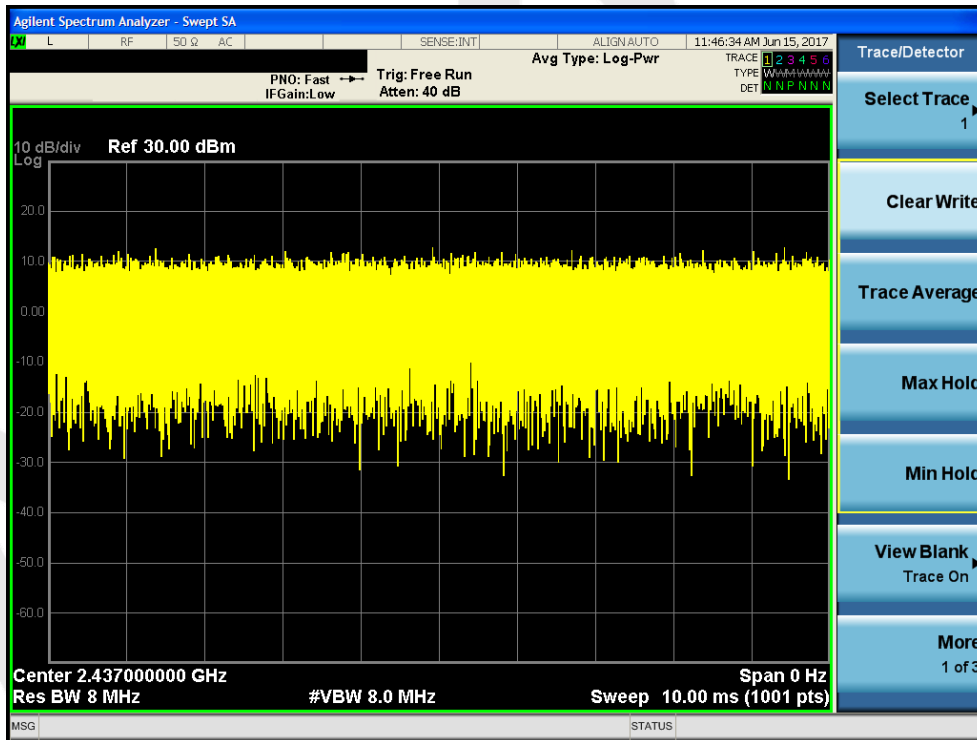 Agilent Spectrum Analyzer - Swept SA
LXI L RF 50 Ω AC SENSE:INT ALIGN AUTO 11:46:34 AM Jun 15, 2017
Trace/Detector
Avg Type: Log-Pwr
TRACE 1 2 3 4 5 6
PNO: Fast Trig: Free Run
TYPE
IFGain:Low Atten: 40 dB
DET N N P N N N
Select Trace
1
10 dB/div Ref 30.00 dBm
Log
Clear Write
20.0
10.0
Trace Average
0.00
-10.0
Max Hold
-20.0
-30.0
Min Hold
-40.0
-50.0
View Blank
Trace On
-60.0
More
1 of 3
Center 2.437000000 GHz Span 0 Hz
Res BW 8 MHz #VBW 8.0 MHz Sweep 10.00 ms (1001 pts)
MSG STATUS